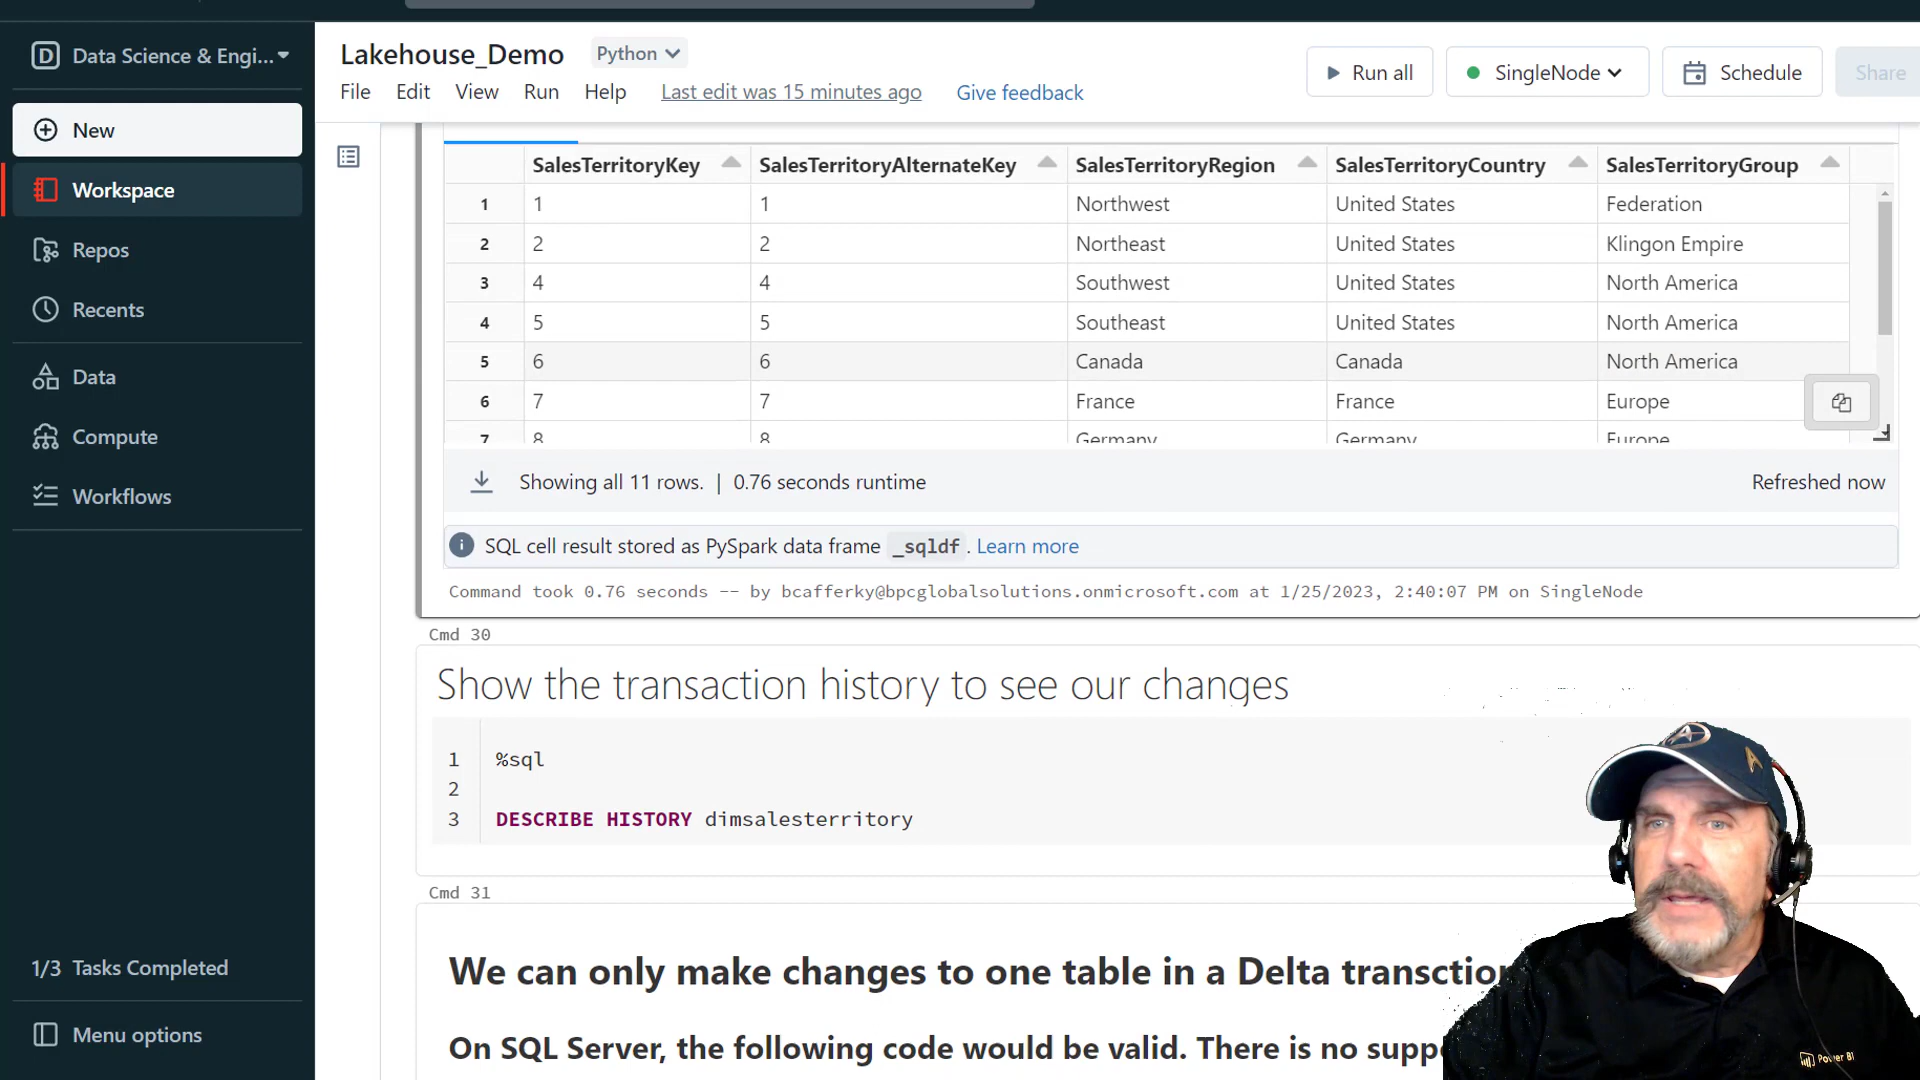 Data Science & Engi...
New
Workspace
Repos
Recents
Data
Compute
Workflows
1/3 Tasks Completed
Menu options
Lakehouse_Demo Python
File Edit View Run Help Last edit was 15 minutes ago Give feedback
Run all SingleNode Schedule Share
SalesTerritoryKey SalesTerritoryAlternateKey SalesTerritoryRegion SalesTerritoryCountry SalesTerritoryGroup
1 1 1 Northwest United States Federation
2 2 2 Northeast United States Klingon Empire
3 4 4 Southwest United States North America
4 5 5 Southeast United States North America
5 6 6 Canada Canada North America
6 7 7 France France Europe
7 8 8 Germany Germany Europe
Showing all 11 rows. | 0.76 seconds runtime Refreshed now
SQL cell result stored as PySpark data frame _sqldf . Learn more
Command took 0.76 seconds -- by bcafferky@bpcglobalsolutions.onmicrosoft.com at 1/25/2023, 2:40:07 PM on SingleNode
Cmd 30
Show the transaction history to see our changes
1 %sql
2
3 DESCRIBE HISTORY dimsalesterritory
Cmd 31
We can only make changes to one table in a Delta
On SQL Server, the following code would be valid. There is no
Power BI